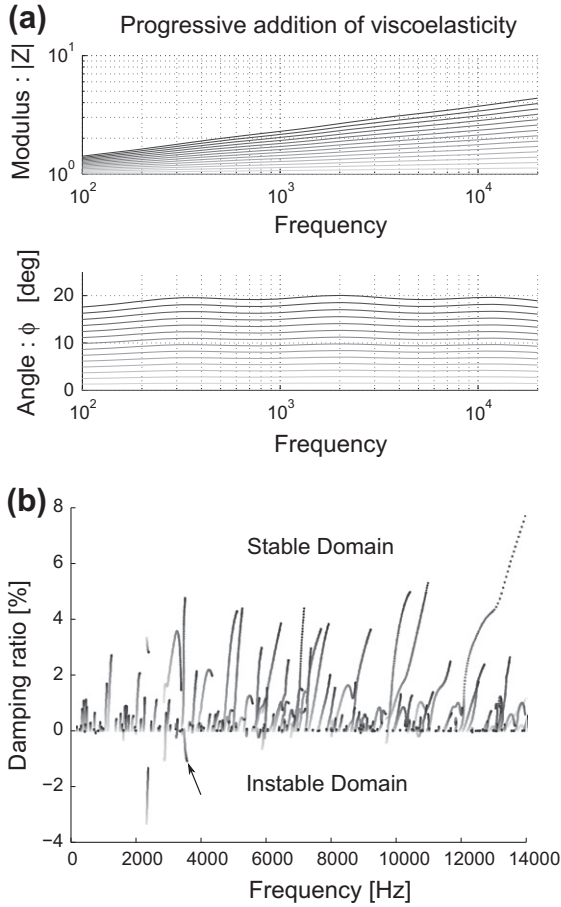 (a)
Progressive addition of viscoelasticity
Modulus : |Z|
10^1
10^0
10^2 10^3 10^4
Frequency
Angle : ϕ [deg]
20
10
0
10^2 10^3 10^4
Frequency
(b)
Damping ratio [%]
8
6
4
2
0
−2
−4
Stable Domain
Instable Domain
0 2000 4000 6000 8000 10000 12000 14000
Frequency [Hz]